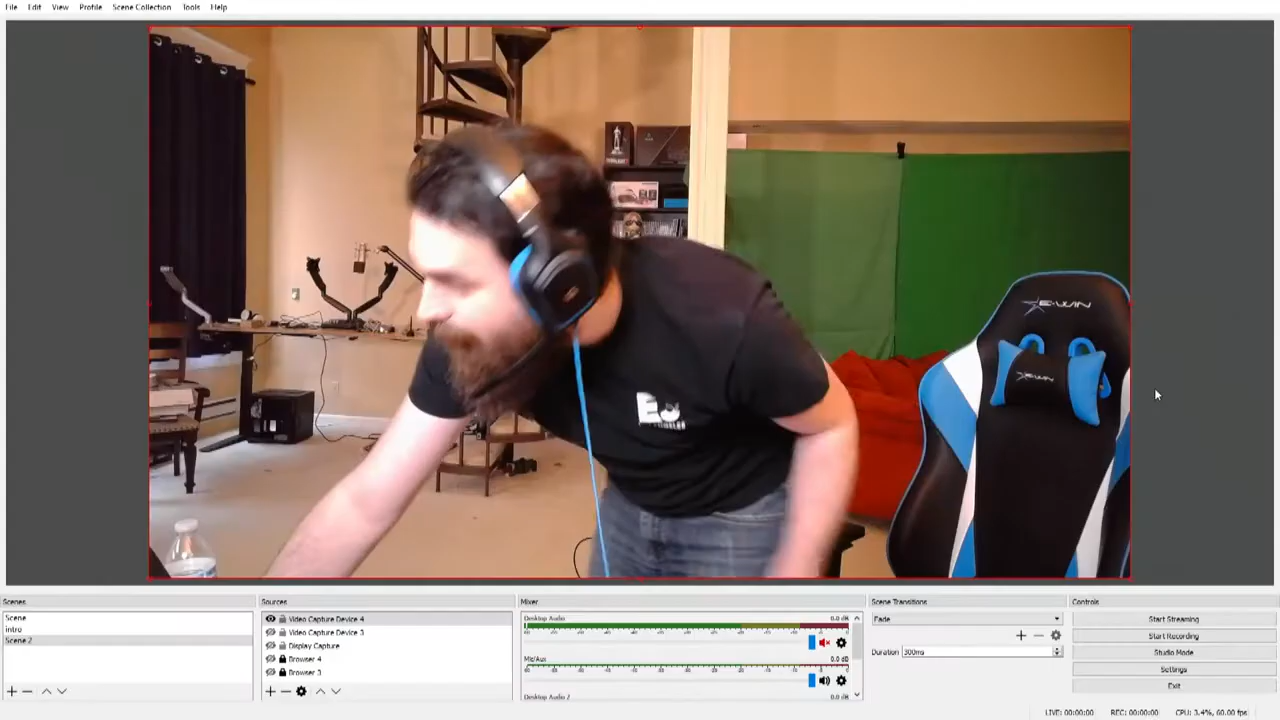 File Edit View Profile Scene Collection Tools Help
E-WIN
E-WIN
Scenes
Scene
intro
Scene 2
Sources
Video Capture Device 4
Video Capture Device 3
Display Capture
Browser 4
Browser 3
Mixer
Desktop Audio 0.0 dB
Mic/Aux 0.0 dB
Desktop Audio 2
Scene Transitions
Fade
Duration 300ms
Controls
Start Streaming
Start Recording
Studio Mode
Settings
Exit
LIVE: 00:00:00 REC: 00:00:00 CPU: 3.4%, 60.00 fps